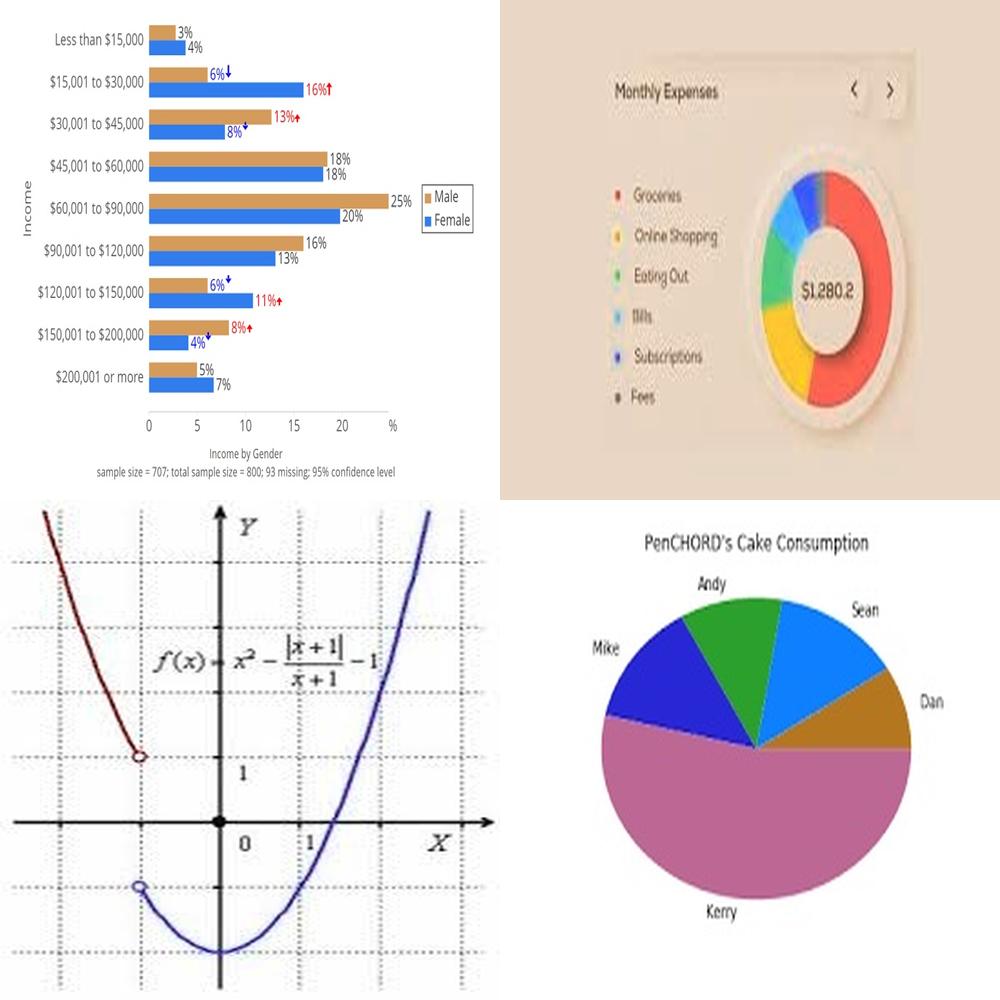 Less than $15,000
3%
4%
$15,001 to $30,000
6%
16%
$30,001 to $45,000
13%
8%
$45,001 to $60,000
18%
18%
$60,001 to $90,000
25%
20%
$90,001 to $120,000
16%
13%
$120,001 to $150,000
6%
11%
$150,001 to $200,000
8%
4%
$200,001 or more
5%
7%
Income
Male
Female
0 5 10 15 20 %
Income by Gender
sample size = 707; total sample size = 800; 93 missing; 95% confidence level
Monthly Expenses
Groceries
Online Shopping
Eating Out
Bills
Subscriptions
Fees
$1,280.2
Y
f(x) = x² − |x + 1| / x + 1 − 1
1
0 1 X
PenCHORD's Cake Consumption
Andy
Sean
Mike
Dan
Kerry